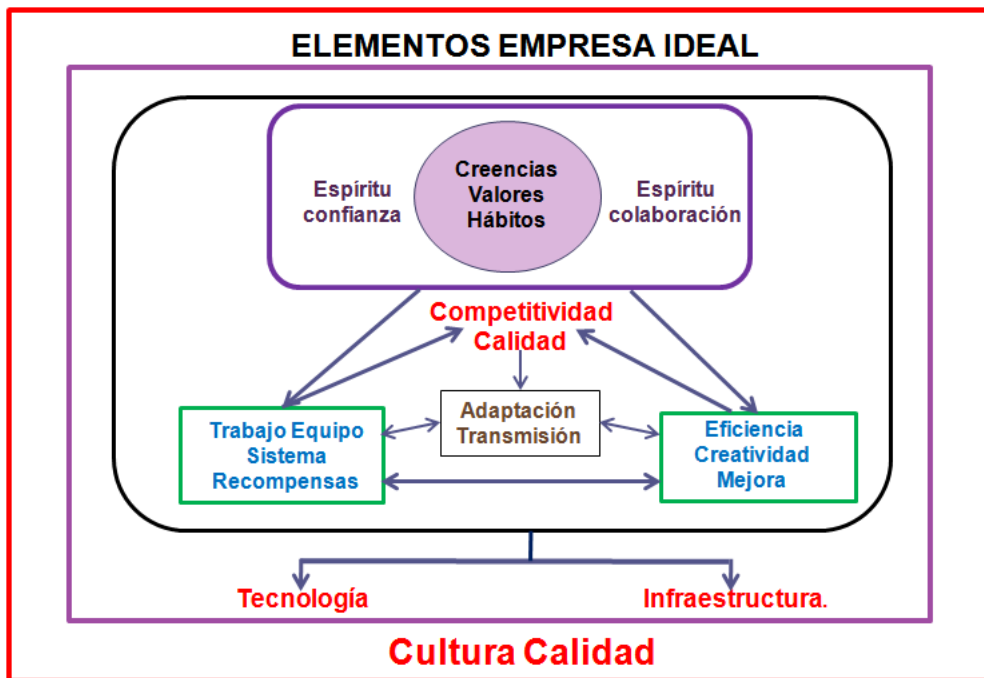 ELEMENTOS EMPRESA IDEAL
Espíritu
confianza
Creencias
Valores
Hábitos
Espíritu
colaboración
Competitividad
Calidad
Trabajo Equipo
Sistema
Recompensas
Adaptación
Transmisión
Eficiencia
Creatividad
Mejora
Tecnología
Infraestructura.
Cultura Calidad